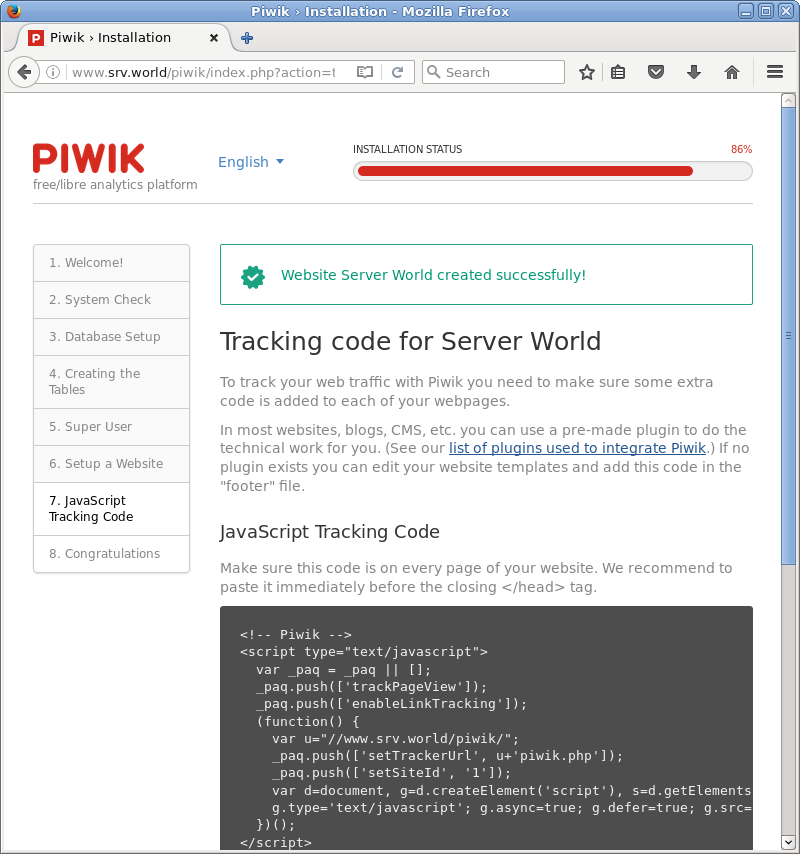 Piwik › Installation - Mozilla Firefox
Piwik › Installation
www.srv.world/piwik/index.php?action=t
Search
PIWIK
free/libre analytics platform
English
INSTALLATION STATUS
86%
1. Welcome!
2. System Check
3. Database Setup
4. Creating the
Tables
5. Super User
6. Setup a Website
7. JavaScript
Tracking Code
8. Congratulations
Website Server World created successfully!
Tracking code for Server World
To track your web traffic with Piwik you need to make sure some extra
code is added to each of your webpages.
In most websites, blogs, CMS, etc. you can use a pre-made plugin to do the
technical work for you. (See our list of plugins used to integrate Piwik.) If no
plugin exists you can edit your website templates and add this code in the
"footer" file.
JavaScript Tracking Code
Make sure this code is on every page of your website. We recommend to
paste it immediately before the closing </head> tag.
<!-- Piwik -->
<script type="text/javascript">
  var _paq = _paq || [];
  _paq.push(['trackPageView']);
  _paq.push(['enableLinkTracking']);
  (function() {
    var u="//www.srv.world/piwik/";
    _paq.push(['setTrackerUrl', u+'piwik.php']);
    _paq.push(['setSiteId', '1']);
    var d=document, g=d.createElement('script'), s=d.getElements
    g.type='text/javascript'; g.async=true; g.defer=true; g.src=
  })();
</script>